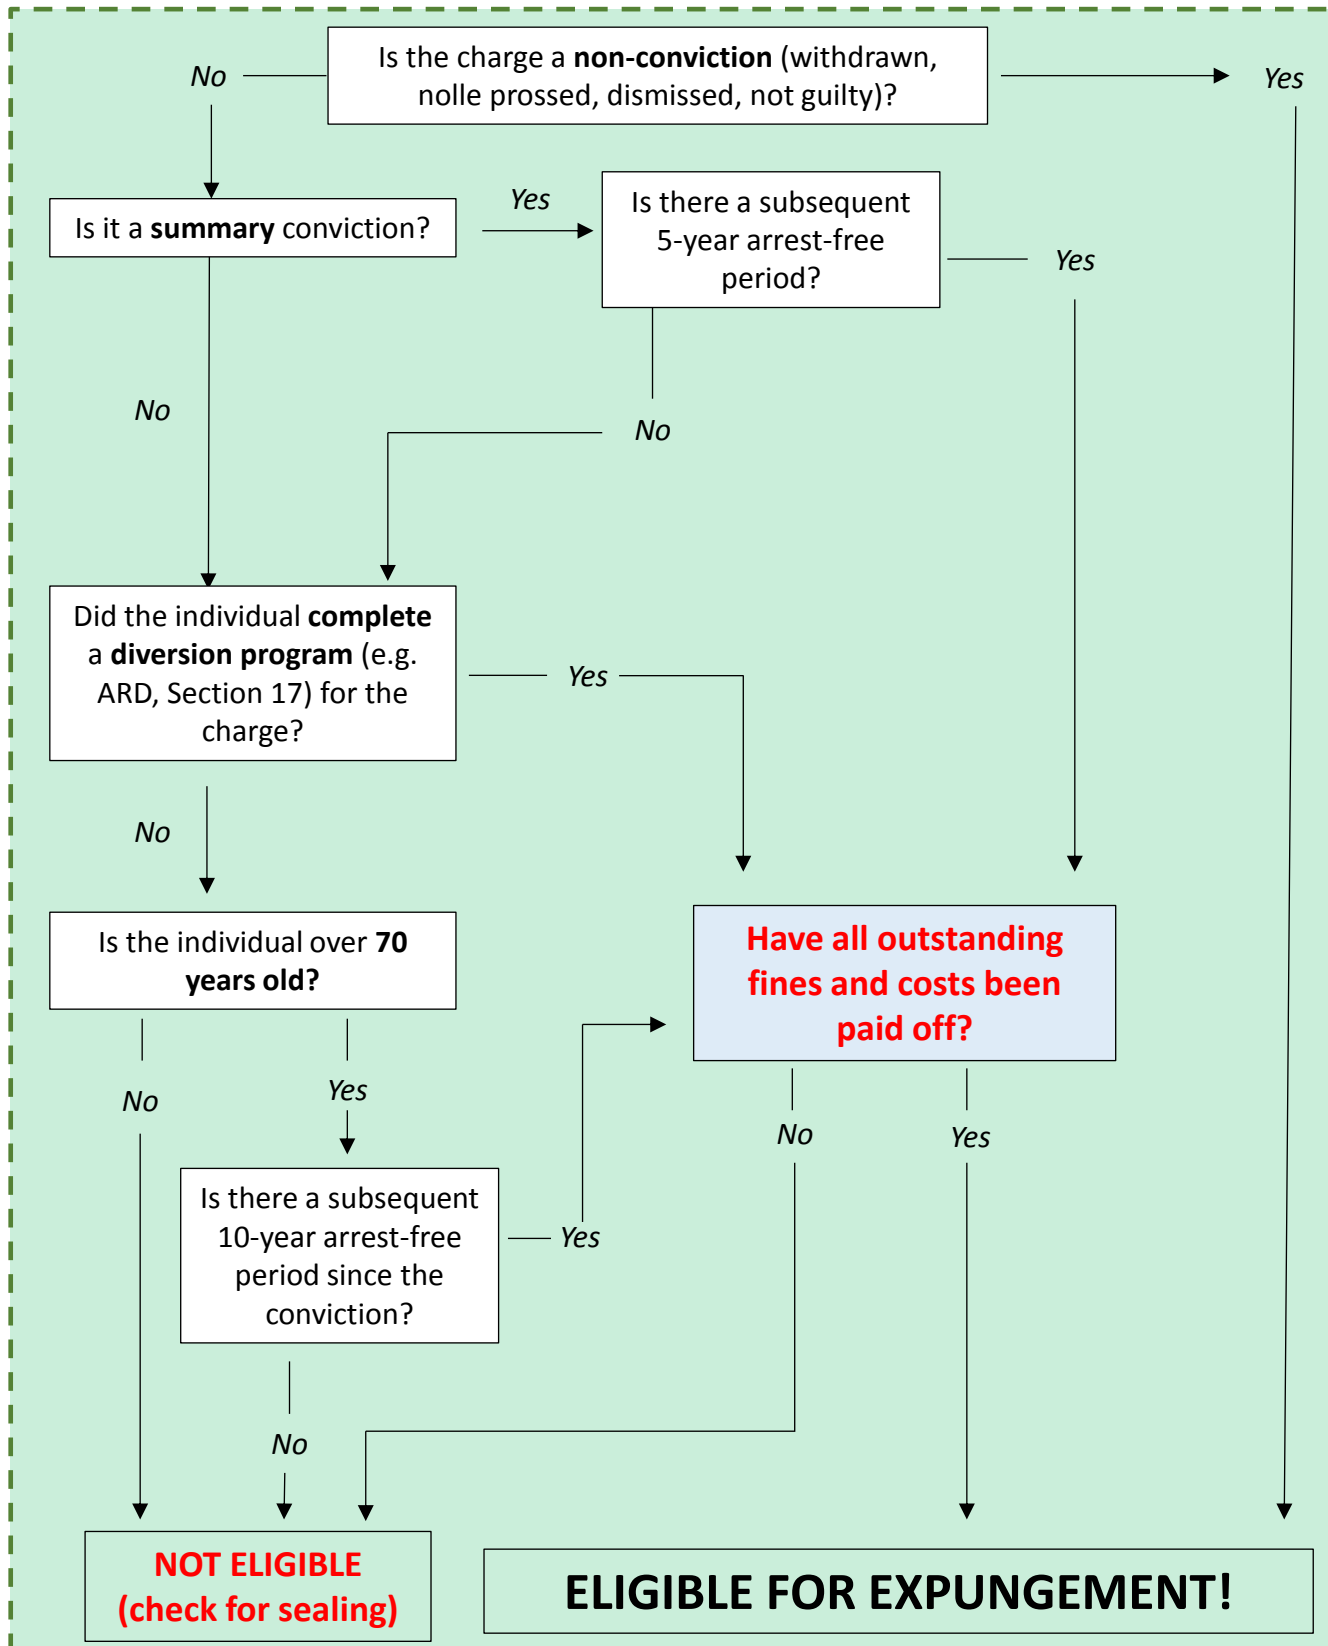 Is the charge a non-conviction (withdrawn,
nolle prossed, dismissed, not guilty)?
No
Yes
Is it a summary conviction?
Yes
Is there a subsequent
5-year arrest-free
period?
Yes
No
No
Did the individual complete
a diversion program (e.g.
ARD, Section 17) for the
charge?
Yes
No
Is the individual over 70
years old?
Have all outstanding
fines and costs been
paid off?
No
Yes
No
Yes
Is there a subsequent
10-year arrest-free
period since the
conviction?
Yes
No
NOT ELIGIBLE
(check for sealing)
ELIGIBLE FOR EXPUNGEMENT!